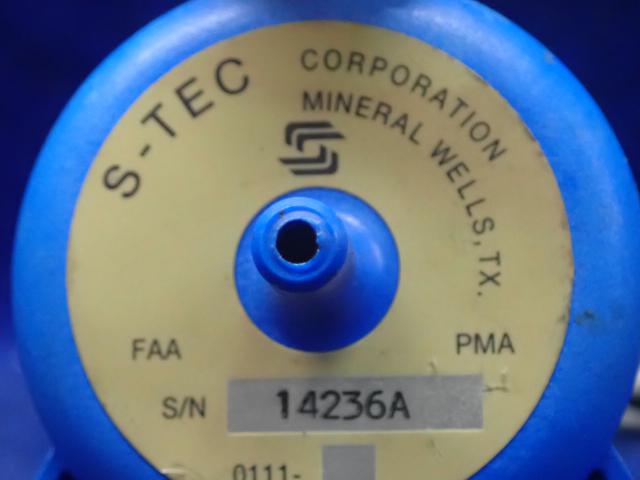 S-TEC
CORPORATION
MINERAL WELLS, TX.
FAA PMA
S/N 14236A
0111-